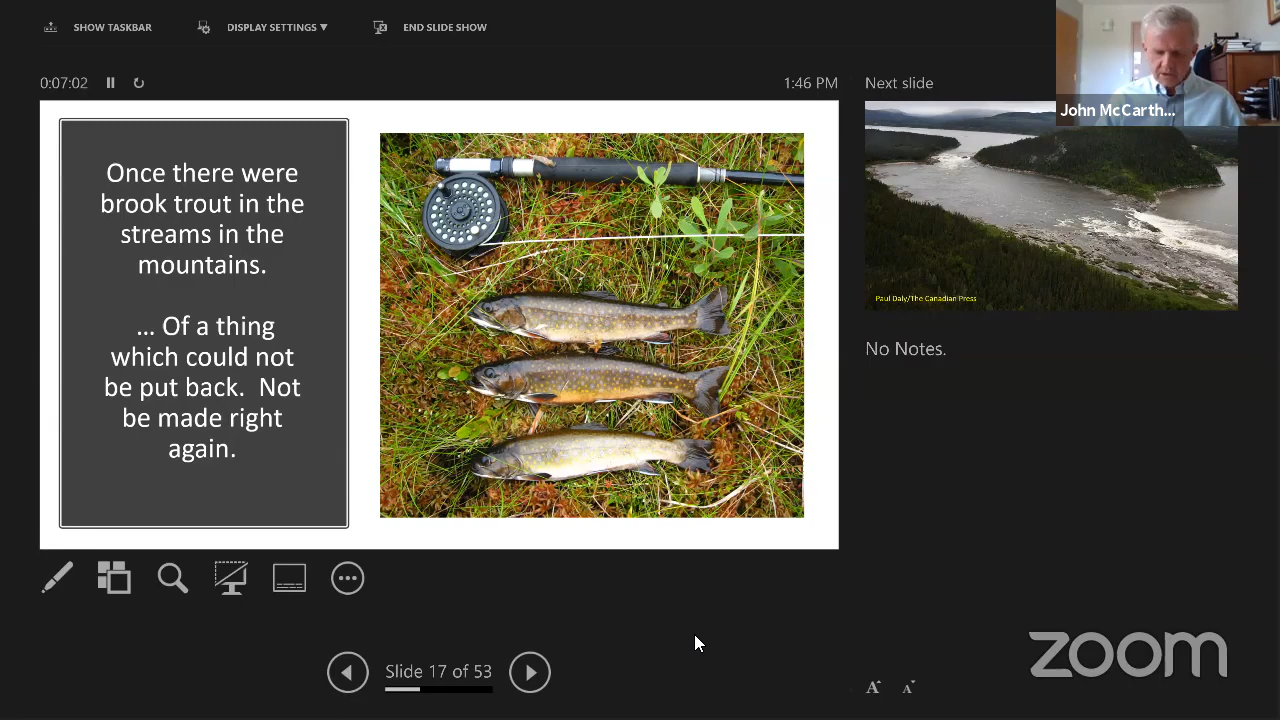 SHOW TASKBAR
DISPLAY SETTINGS ▼
END SLIDE SHOW
0:07:02
1:46 PM
Next slide
John McCarth...
Once there were
brook trout in the
streams in the
mountains.
... Of a thing
which could not
be put back.  Not
be made right
again.
Paul Daly/The Canadian Press
No Notes.
Slide 17 of 53
A
A
zoom